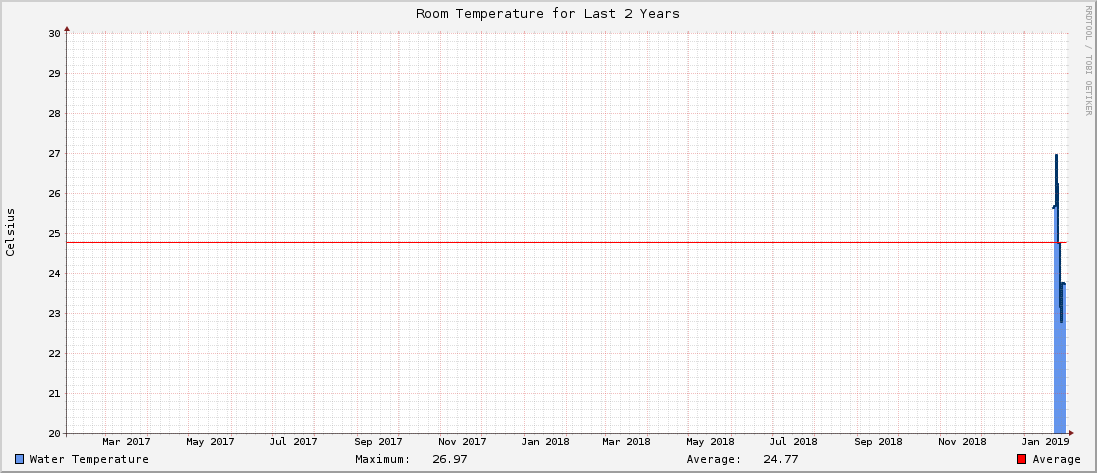 Room Temperature for Last 2 Years
RRDTOOL / TOBI OETIKER
Celsius
30
29
28
27
26
25
24
23
22
21
20
Mar 2017 May 2017 Jul 2017 Sep 2017 Nov 2017 Jan 2018 Mar 2018 May 2018 Jul 2018 Sep 2018 Nov 2018 Jan 2019
Water Temperature Maximum: 26.97 Average: 24.77 Average